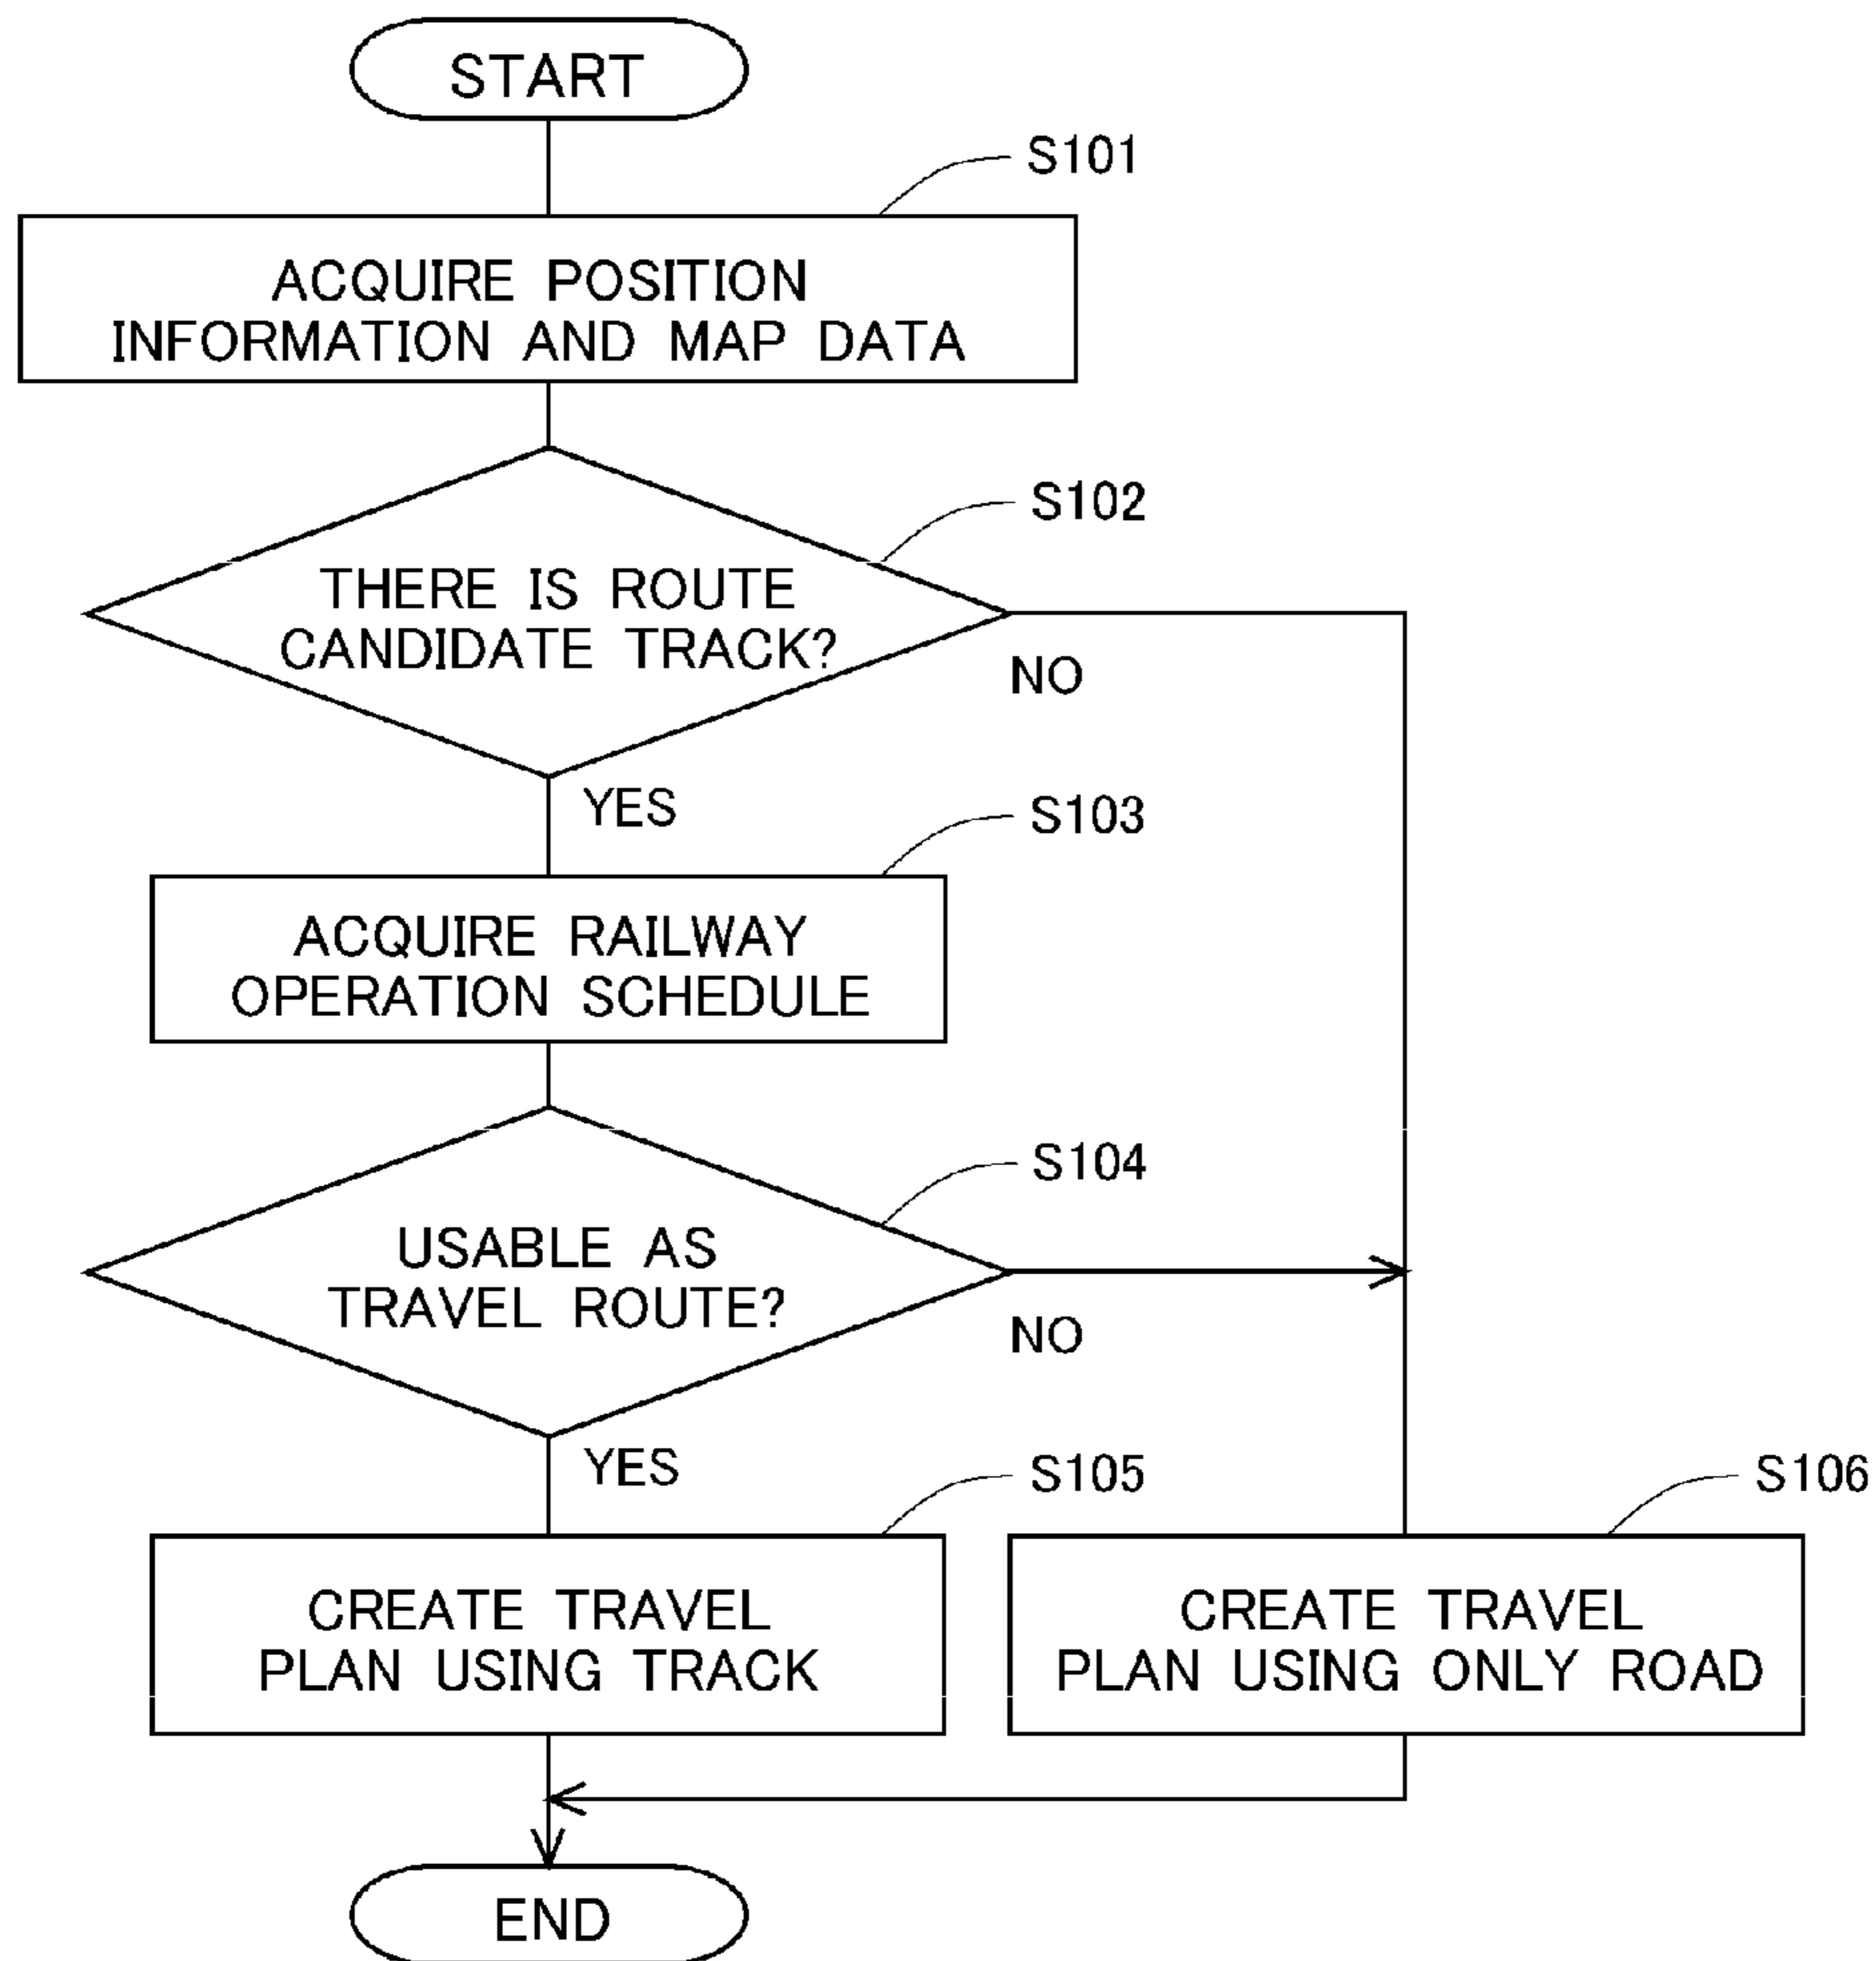 START
S101
ACQUIRE POSITION
INFORMATION AND MAP DATA
S102
THERE IS ROUTE
CANDIDATE TRACK?
NO
YES
S103
ACQUIRE RAILWAY
OPERATION SCHEDULE
S104
USABLE AS
TRAVEL ROUTE?
NO
YES
S105
CREATE TRAVEL
PLAN USING TRACK
S106
CREATE TRAVEL
PLAN USING ONLY ROAD
END